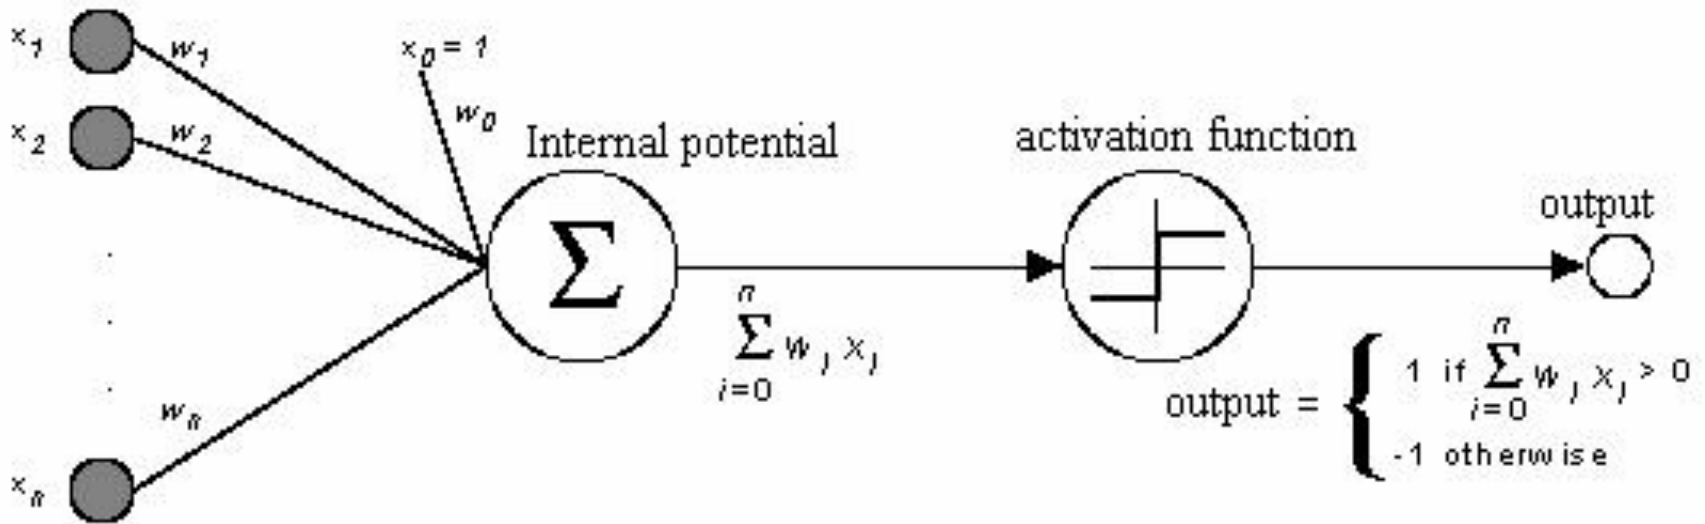 x1
w1
x0 = 1
x2
w2
w0
Internal potential
activation function
output
n
Σ
n
Σ wi xi
i=0
wn
xn
output = { 1 if n Σ i=0 wi xi > 0
-1 otherwise